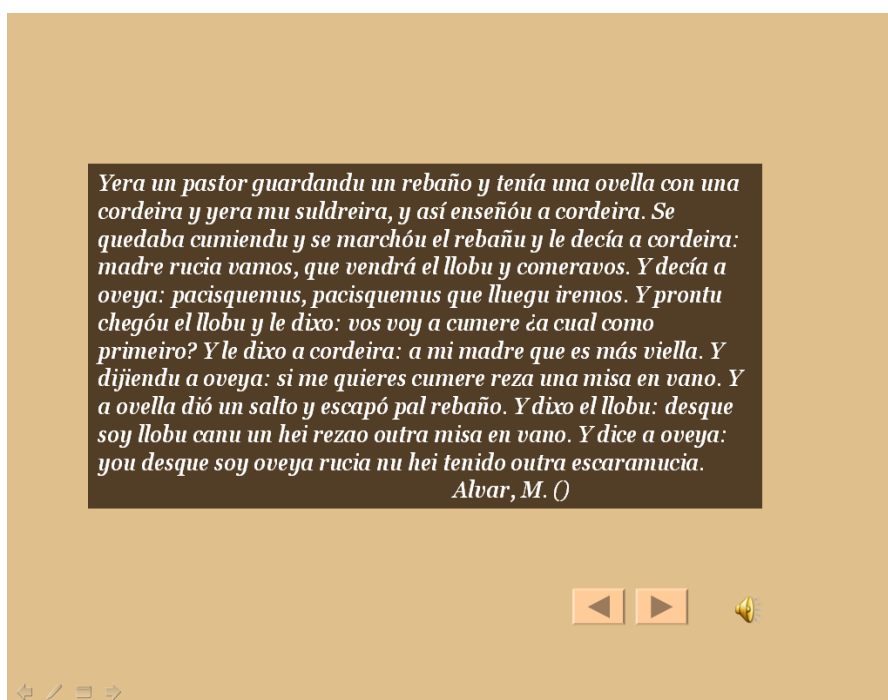 Yera un pastor guardandu un rebaño y tenía una ovella con una
cordeira y yera mu suldreira, y así enseñóu a cordeira. Se
quedaba cumiendu y se marchóu el rebañu y le decía a cordeira:
madre rucia vamos, que vendrá el llobu y comeravos. Y decía a
oveya: pacisquemus, pacisquemus que lluegu iremos. Y prontu
chegóu el llobu y le dixo: vos voy a cumere ¿a cual como
primeiro? Y le dixo a cordeira: a mi madre que es más viella. Y
dijiendu a oveya: si me quieres cumere reza una misa en vano. Y
a ovella dió un salto y escapó pal rebaño. Y dixo el llobu: desque
soy llobu canu un hei rezao outra misa en vano. Y dice a oveya:
you desque soy oveya rucia nu hei tenido outra escaramucia.
Alvar, M. ()